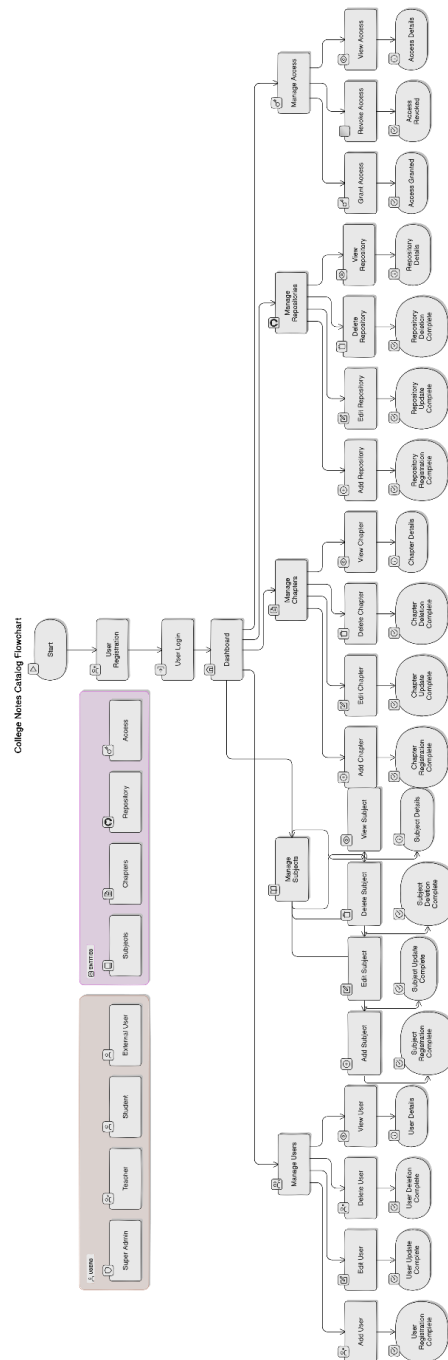 College Notes Catalog Flowchart
USERS
Super Admin
Teacher
Student
External User
ENTITIES
Subjects
Chapters
Repository
Access
Start
User
Registration
User Login
Dashboard
Manage Users
Manage
Subjects
Manage
Chapters
Manage
Repositories
Manage Access
Add User
Edit User
Delete User
View User
Add Subject
Edit Subject
Delete Subject
View Subject
Add Chapter
Edit Chapter
Delete Chapter
View Chapter
Add Repository
Edit Repository
Delete
Repository
View
Repository
Grant Access
Revoke Access
View Access
User
Registration
Complete
User Update
Complete
User Deletion
Complete
User Details
Subject
Registration
Complete
Subject Update
Complete
Subject
Deletion
Complete
Subject Details
Chapter
Registration
Complete
Chapter
Update
Complete
Chapter
Deletion
Complete
Chapter Details
Repository
Registration
Complete
Repository
Update
Complete
Repository
Deletion
Complete
Repository
Details
Access Granted
Access
Revoked
Access Details